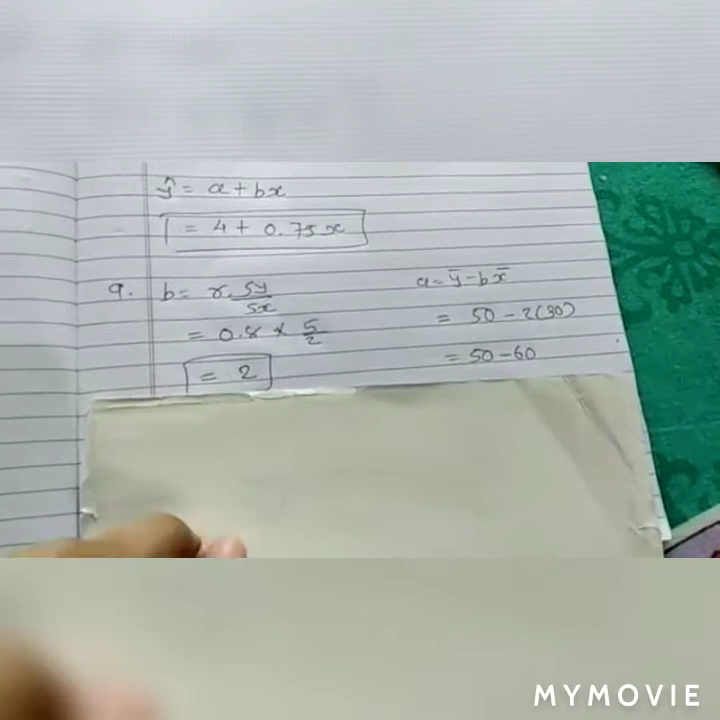 ŷ = a + bx
= 4 + 0.75x
9. b = r. Sy/Sx
= 0.8 × 5/2
= 2
a = ȳ - bx̄
= 50 - 2(30)
= 50 - 60
MYMOVIE